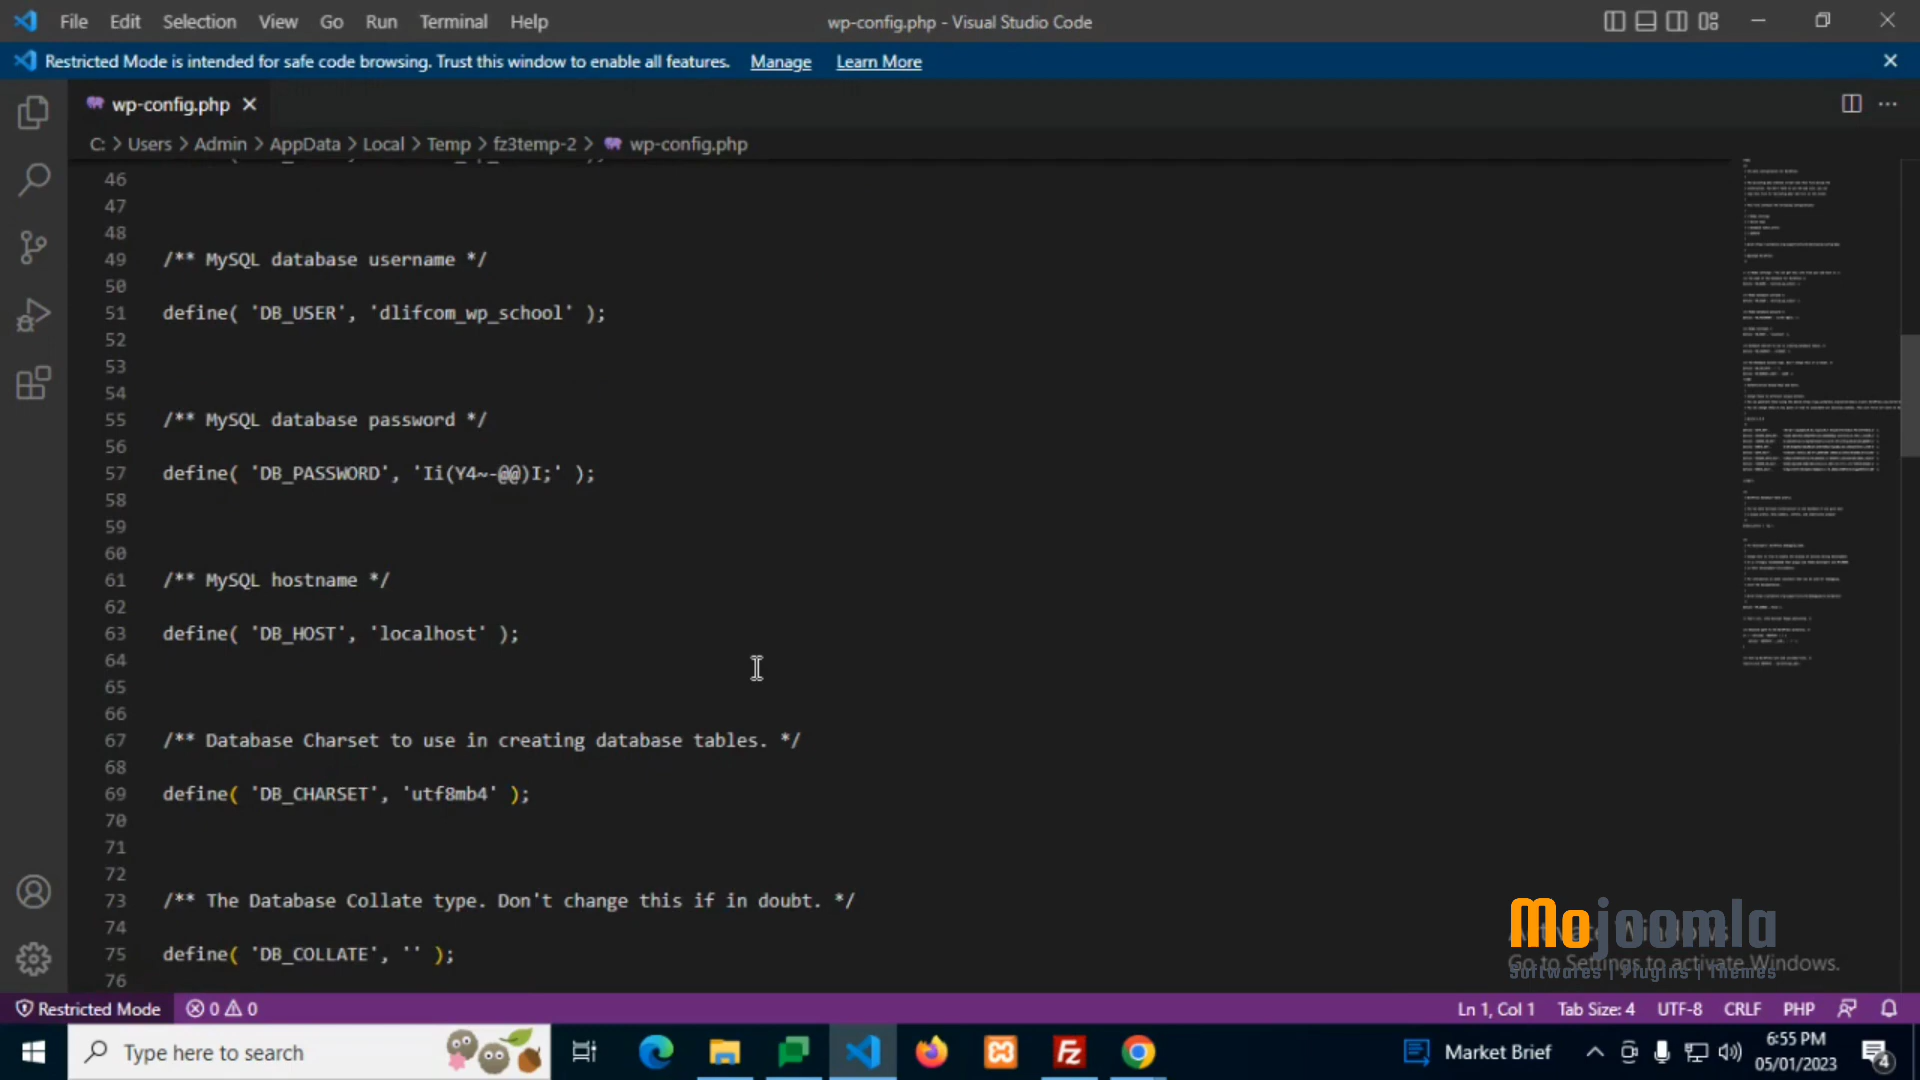 File Edit Selection View Go Run Terminal Help
wp-config.php - Visual Studio Code
Restricted Mode is intended for safe code browsing. Trust this window to enable all features. Manage Learn More
wp-config.php
C: > Users > Admin > AppData > Local > Temp > fz3temp-2 > wp-config.php
46
47
48
49 /** MySQL database username */
50
51 define( 'DB_USER', 'dlifcom_wp_school' );
52
53
54
55 /** MySQL database password */
56
57 define( 'DB_PASSWORD', 'Ii(Y4~-@@)I;' );
58
59
60
61 /** MySQL hostname */
62
63 define( 'DB_HOST', 'localhost' );
64
65
66
67 /** Database Charset to use in creating database tables. */
68
69 define( 'DB_CHARSET', 'utf8mb4' );
70
71
72
73 /** The Database Collate type. Don't change this if in doubt. */
74
75 define( 'DB_COLLATE', '' );
76
Mojoomla
Activate Windows
Go to Settings to activate Windows.
Softwares | Plugins | Themes
Restricted Mode 0 0
Ln 1, Col 1 Tab Size: 4 UTF-8 CRLF PHP
Type here to search
Market Brief
6:55 PM
05/01/2023
4